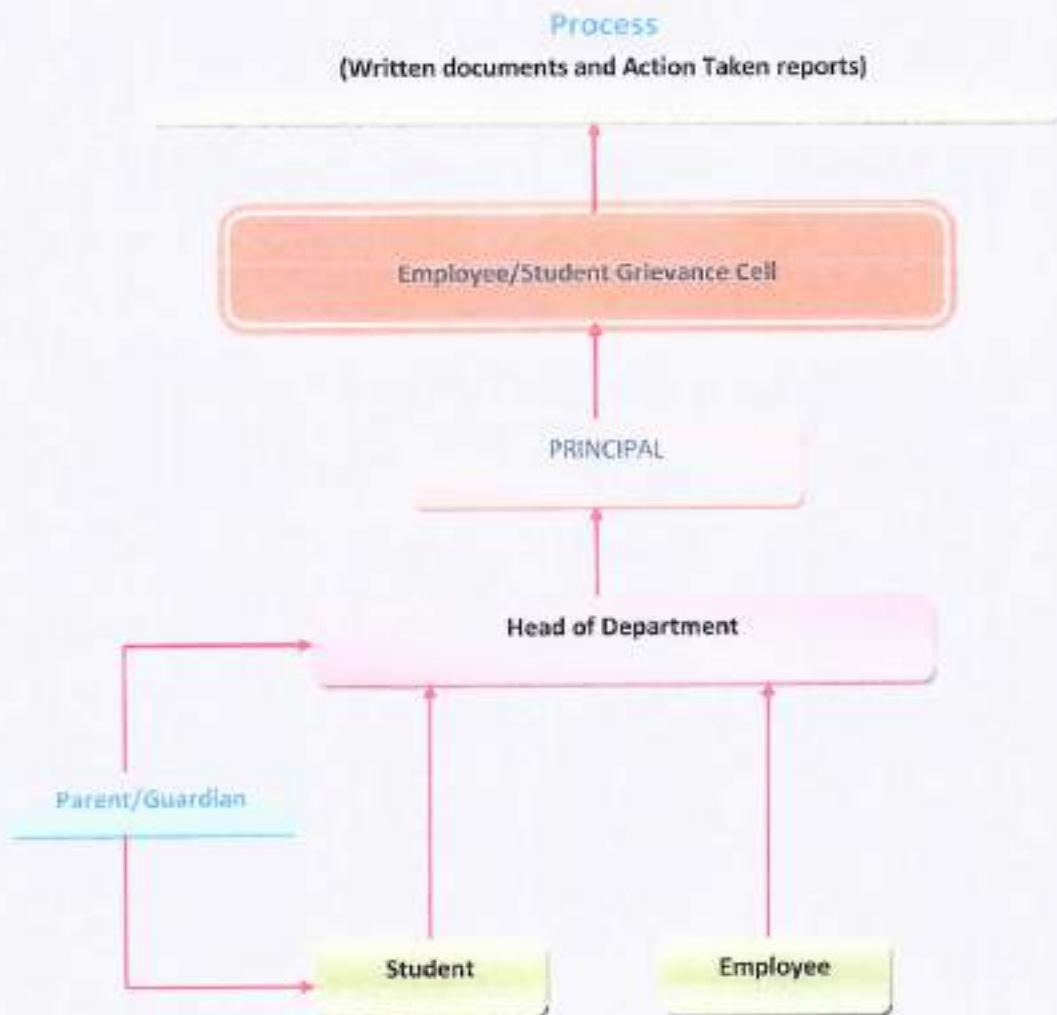 Process
(Written documents and Action Taken reports)
Employee/Student Grievance Cell
PRINCIPAL
Head of Department
Parent/Guardian
Student
Employee